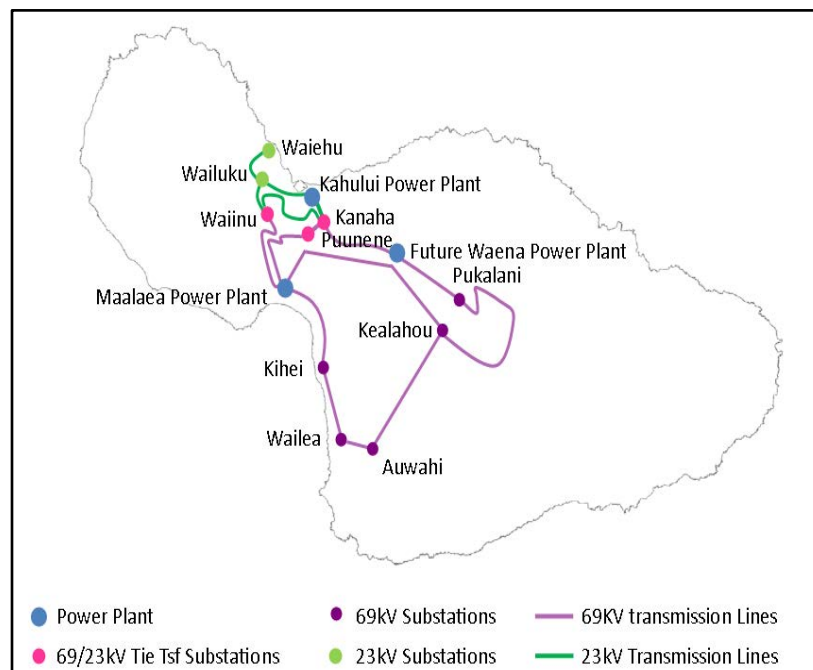 Waiehu
Wailuku
Kahului Power Plant
Waiinu
Kanaha
Puunene
Future Waena Power Plant
Pukalani
Maalaea Power Plant
Kealahou
Kihei
Wailea
Auwahi
Power Plant
69kV Substations
69KV transmission Lines
69/23kV Tie Tsf Substations
23kV Substations
23kV Transmission Lines